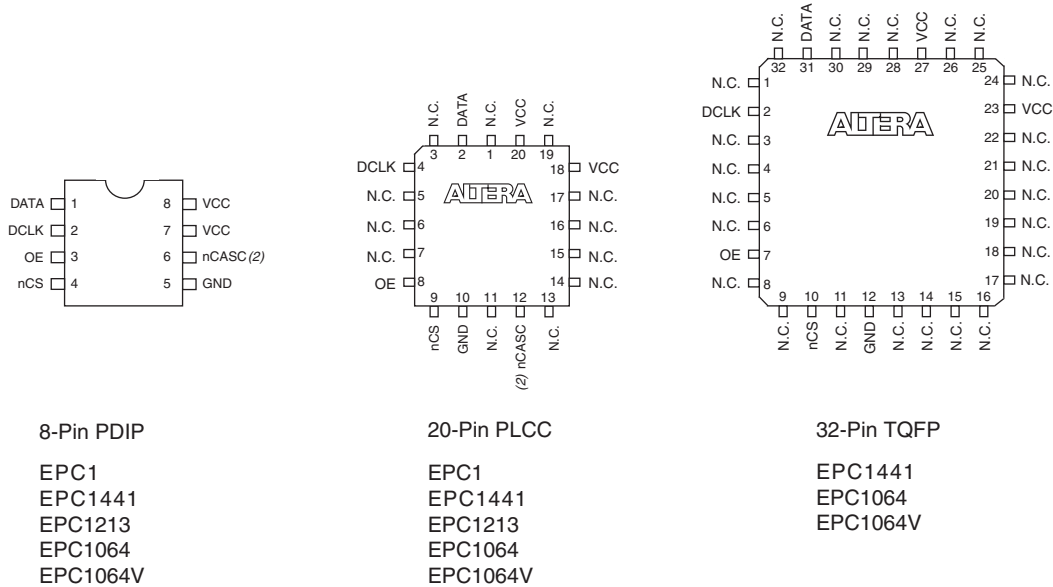 DATA 1 8 VCC
DCLK 2 7 VCC
OE 3 6 nCASC (2)
nCS 4 5 GND
8-Pin PDIP
EPC1
EPC1441
EPC1213
EPC1064
EPC1064V
N.C. DATA N.C. VCC N.C.
3 2 1 20 19
DCLK 4 18 VCC
N.C. 5 ALTERA 17 N.C.
N.C. 6 16 N.C.
N.C. 7 15 N.C.
OE 8 14 N.C.
9 10 11 12 13
nCS GND N.C. (2) nCASC N.C.
20-Pin PLCC
EPC1
EPC1441
EPC1213
EPC1064
EPC1064V
N.C. DATA N.C. N.C. N.C. VCC N.C. N.C.
32 31 30 29 28 27 26 25
N.C. 1 24 N.C.
DCLK 2 ALTERA 23 VCC
N.C. 3 22 N.C.
N.C. 4 21 N.C.
N.C. 5 20 N.C.
N.C. 6 19 N.C.
OE 7 18 N.C.
N.C. 8 17 N.C.
9 10 11 12 13 14 15 16
N.C. nCS N.C. GND N.C. N.C. N.C. N.C.
32-Pin TQFP
EPC1441
EPC1064
EPC1064V